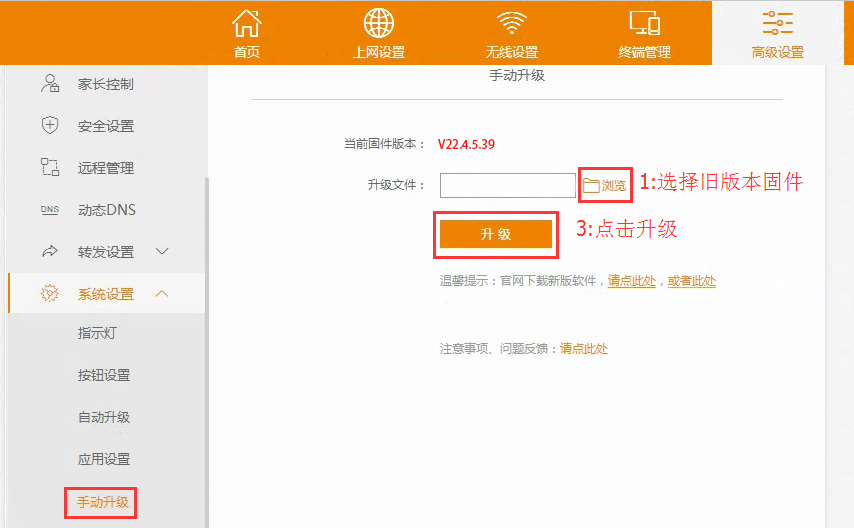 首页
上网设置
无线设置
终端管理
高级设置
家长控制
安全设置
远程管理
DNS 动态DNS
转发设置
系统设置
指示灯
按钮设置
自动升级
应用设置
手动升级
手动升级
当前固件版本： V22.4.5.39
升级文件： 浏览 1:选择旧版本固件
升 级 3:点击升级
温馨提示：官网下载新版软件，请点此处，或者此处
注意事项、问题反馈：请点此处